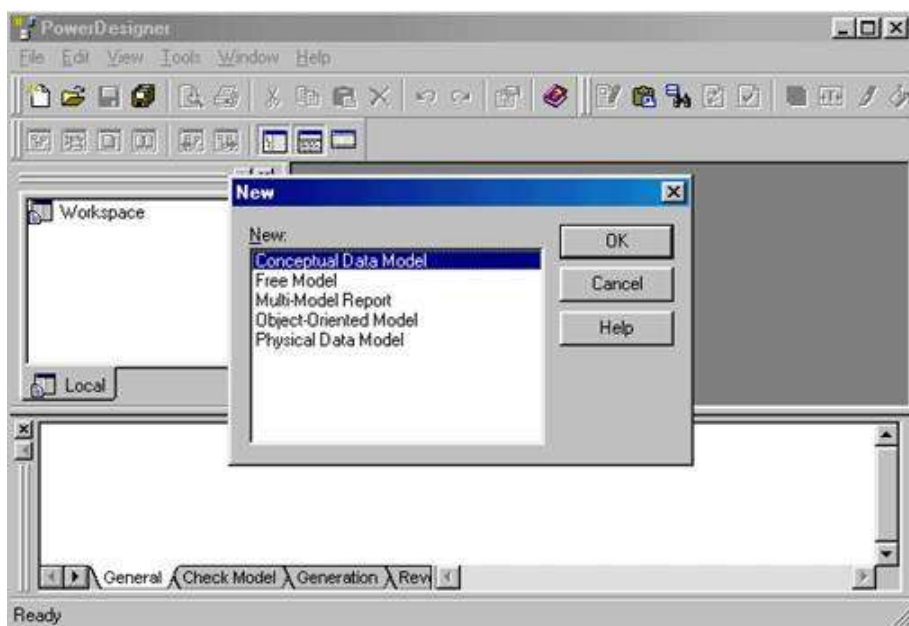 PowerDesigner
File Edit View Tools Window Help
Workspace
Local
New
New:
Conceptual Data Model
Free Model
Multi-Model Report
Object-Oriented Model
Physical Data Model
OK
Cancel
Help
General Check Model Generation
Ready